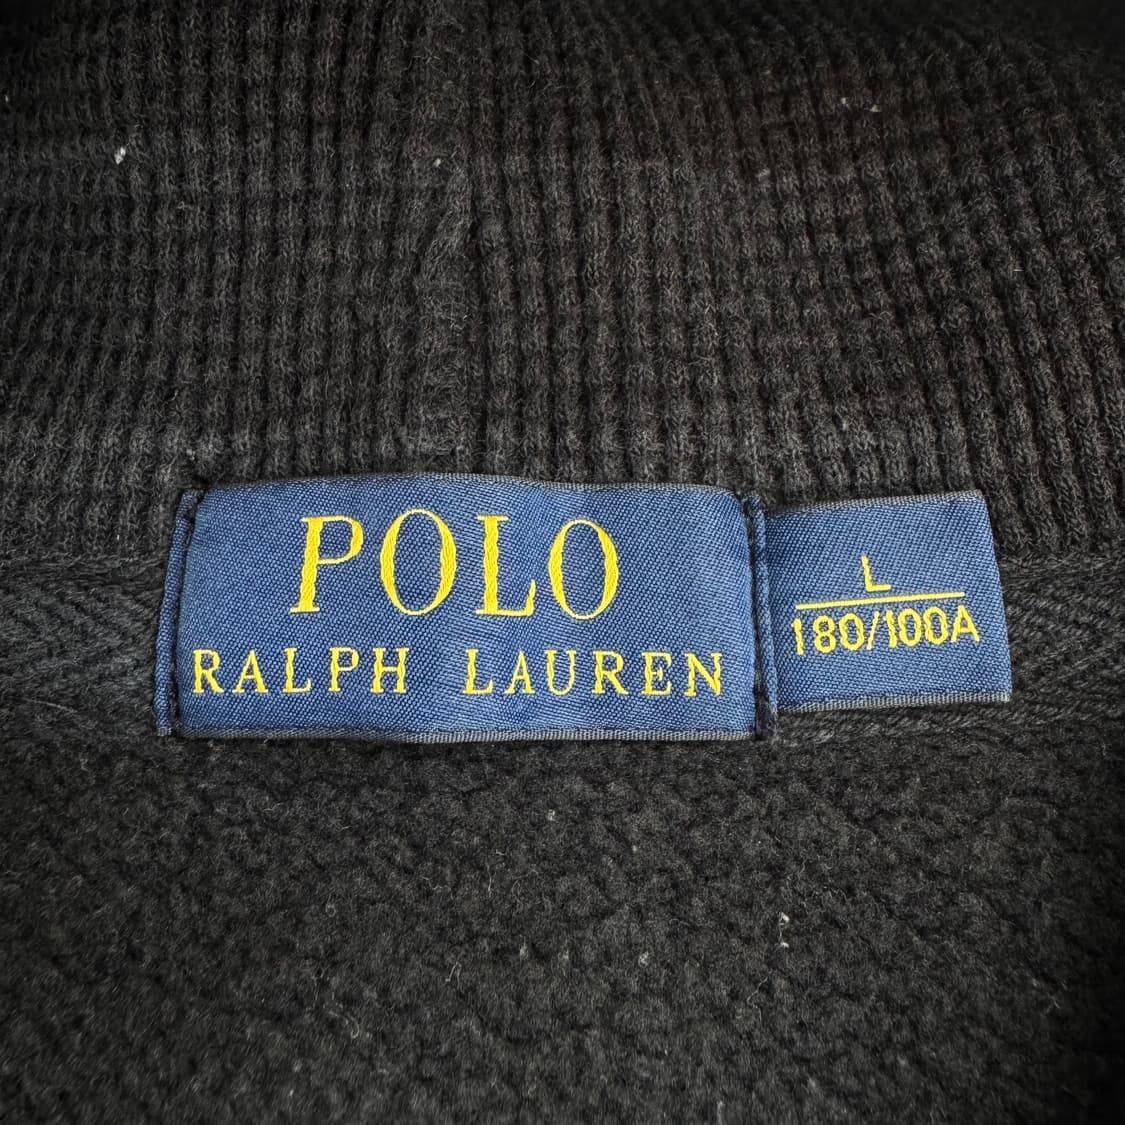 POLO
RALPH LAUREN
L
180/100A